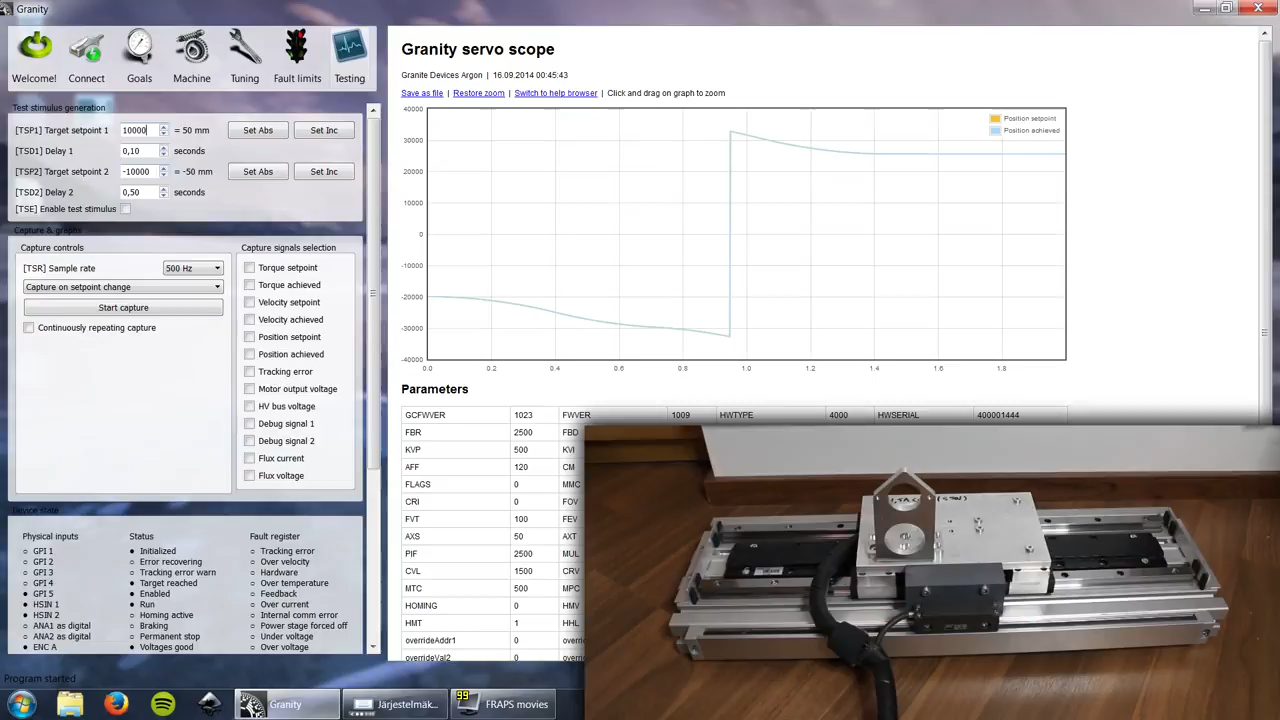 Granity
Welcome!
Connect
Goals
Machine
Tuning
Fault limits
Testing
Test stimulus generation
[TSP1] Target setpoint 1 10000 = 50 mm Set Abs Set Inc
[TSD1] Delay 1 0,10 seconds
[TSP2] Target setpoint 2 -10000 = -50 mm Set Abs Set Inc
[TSD2] Delay 2 0,50 seconds
[TSE] Enable test stimulus
Capture & graphs
Capture controls
[TSR] Sample rate 500 Hz
Capture on setpoint change
Start capture
Continuously repeating capture
Capture signals selection
Torque setpoint
Torque achieved
Velocity setpoint
Velocity achieved
Position setpoint
Position achieved
Tracking error
Motor output voltage
HV bus voltage
Debug signal 1
Debug signal 2
Flux current
Flux voltage
Device state
Physical inputs
GPI 1
GPI 2
GPI 3
GPI 4
GPI 5
HSIN 1
HSIN 2
ANA1 as digital
ANA2 as digital
ENC A
Status
Initialized
Error recovering
Tracking error warn
Target reached
Enabled
Run
Homing active
Braking
Permanent stop
Voltages good
Fault register
Tracking error
Over velocity
Hardware
Over temperature
Feedback
Over current
Internal comm error
Power stage forced off
Under voltage
Over voltage
Program started
Granity servo scope
Granite Devices Argon | 16.09.2014 00:45:43
Save as file | Restore zoom | Switch to help browser | Click and drag on graph to zoom
Position setpoint
Position achieved
40000
30000
20000
10000
0
-10000
-20000
-30000
-40000
0.0 0.2 0.4 0.6 0.8 1.0 1.2 1.4 1.6 1.8
Parameters
GCFWVER 1023 FWVER 1009 HWTYPE 4000 HWSERIAL 400001444
FBR 2500 FBD
KVP 500 KVI
AFF 120 CM
FLAGS 0 MMC
CRI 0 FOV
FVT 100 FEV
AXS 50 AXT
PIF 2500 MUL
CVL 1500 CRV
MTC 500 MPC
HOMING 0 HMV
HMT 1 HHL
overrideAddr1 0 overrideVal1
overrideVal2 0
Granity
Järjestelmäk...
99
FRAPS movies